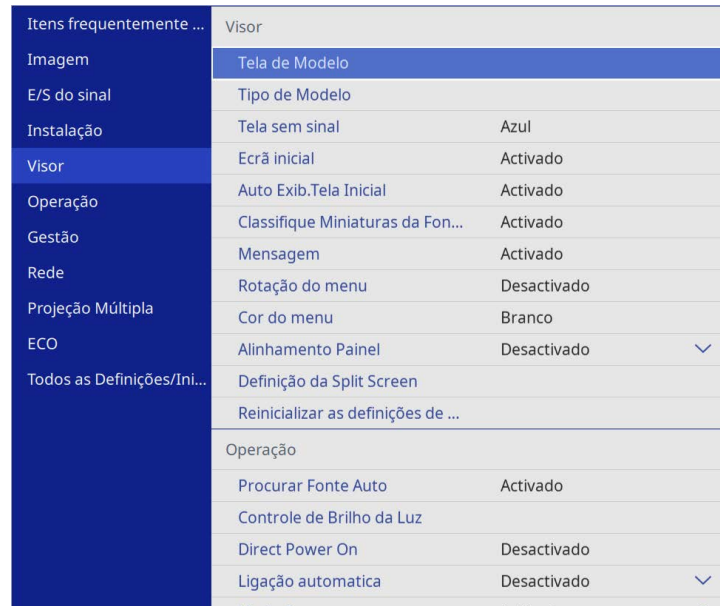 Itens frequentemente ...
Imagem
E/S do sinal
Instalação
Visor
Operação
Gestão
Rede
Projeção Múltipla
ECO
Todos as Definições/Ini...
Visor
Tela de Modelo
Tipo de Modelo
Tela sem sinal Azul
Ecrã inicial Activado
Auto Exib.Tela Inicial Activado
Classifique Miniaturas da Fon... Activado
Mensagem Activado
Rotação do menu Desactivado
Cor do menu Branco
Alinhamento Painel Desactivado
Definição da Split Screen
Reinicializar as definições de ...
Operação
Procurar Fonte Auto Activado
Controle de Brilho da Luz
Direct Power On Desactivado
Ligação automatica Desactivado